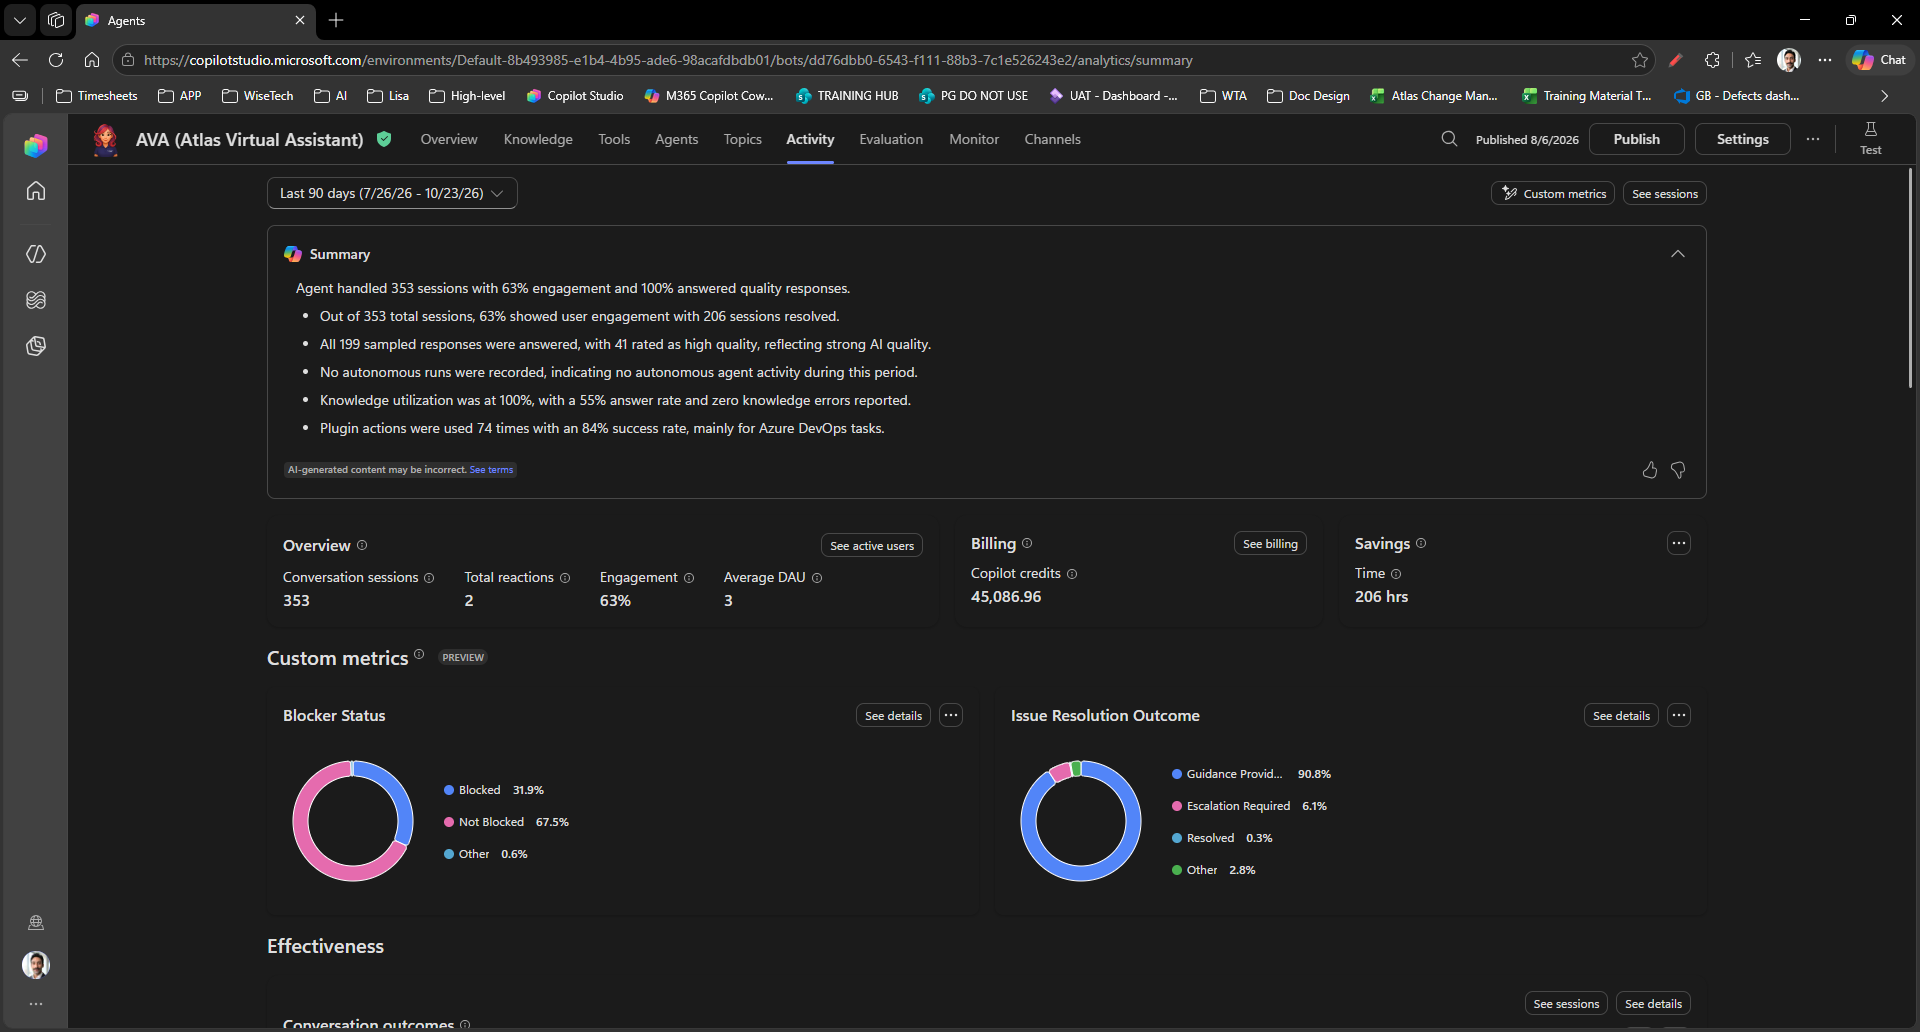 Agents
https://copilotstudio.microsoft.com/environments/Default-8b493985-e1b4-4b95-ade6-98acafdbdb01/bots/dd76dbb0-6543-f111-88b3-7c1e526243e2/analytics/summary
Chat
Timesheets APP WiseTech AI Lisa High-level Copilot Studio M365 Copilot Cow... TRAINING HUB PG DO NOT USE UAT - Dashboard -... WTA Doc Design Atlas Change Man... Training Material T... GB - Defects dash...
AVA (Atlas Virtual Assistant) Overview Knowledge Tools Agents Topics Activity Evaluation Monitor Channels Published 8/6/2026 Publish Settings Test
Last 90 days (7/26/26 - 10/23/26) Custom metrics See sessions
Summary
Agent handled 353 sessions with 63% engagement and 100% answered quality responses.
• Out of 353 total sessions, 63% showed user engagement with 206 sessions resolved.
• All 199 sampled responses were answered, with 41 rated as high quality, reflecting strong AI quality.
• No autonomous runs were recorded, indicating no autonomous agent activity during this period.
• Knowledge utilization was at 100%, with a 55% answer rate and zero knowledge errors reported.
• Plugin actions were used 74 times with an 84% success rate, mainly for Azure DevOps tasks.
AI-generated content may be incorrect. See terms
Overview See active users
Conversation sessions Total reactions Engagement Average DAU
353 2 63% 3
Billing See billing
Copilot credits
45,086.96
Savings
Time
206 hrs
Custom metrics PREVIEW
Blocker Status See details
Blocked 31.9%
Not Blocked 67.5%
Other 0.6%
Issue Resolution Outcome See details
Guidance Provid... 90.8%
Escalation Required 6.1%
Resolved 0.3%
Other 2.8%
Effectiveness
See sessions See details
Conversation outcomes